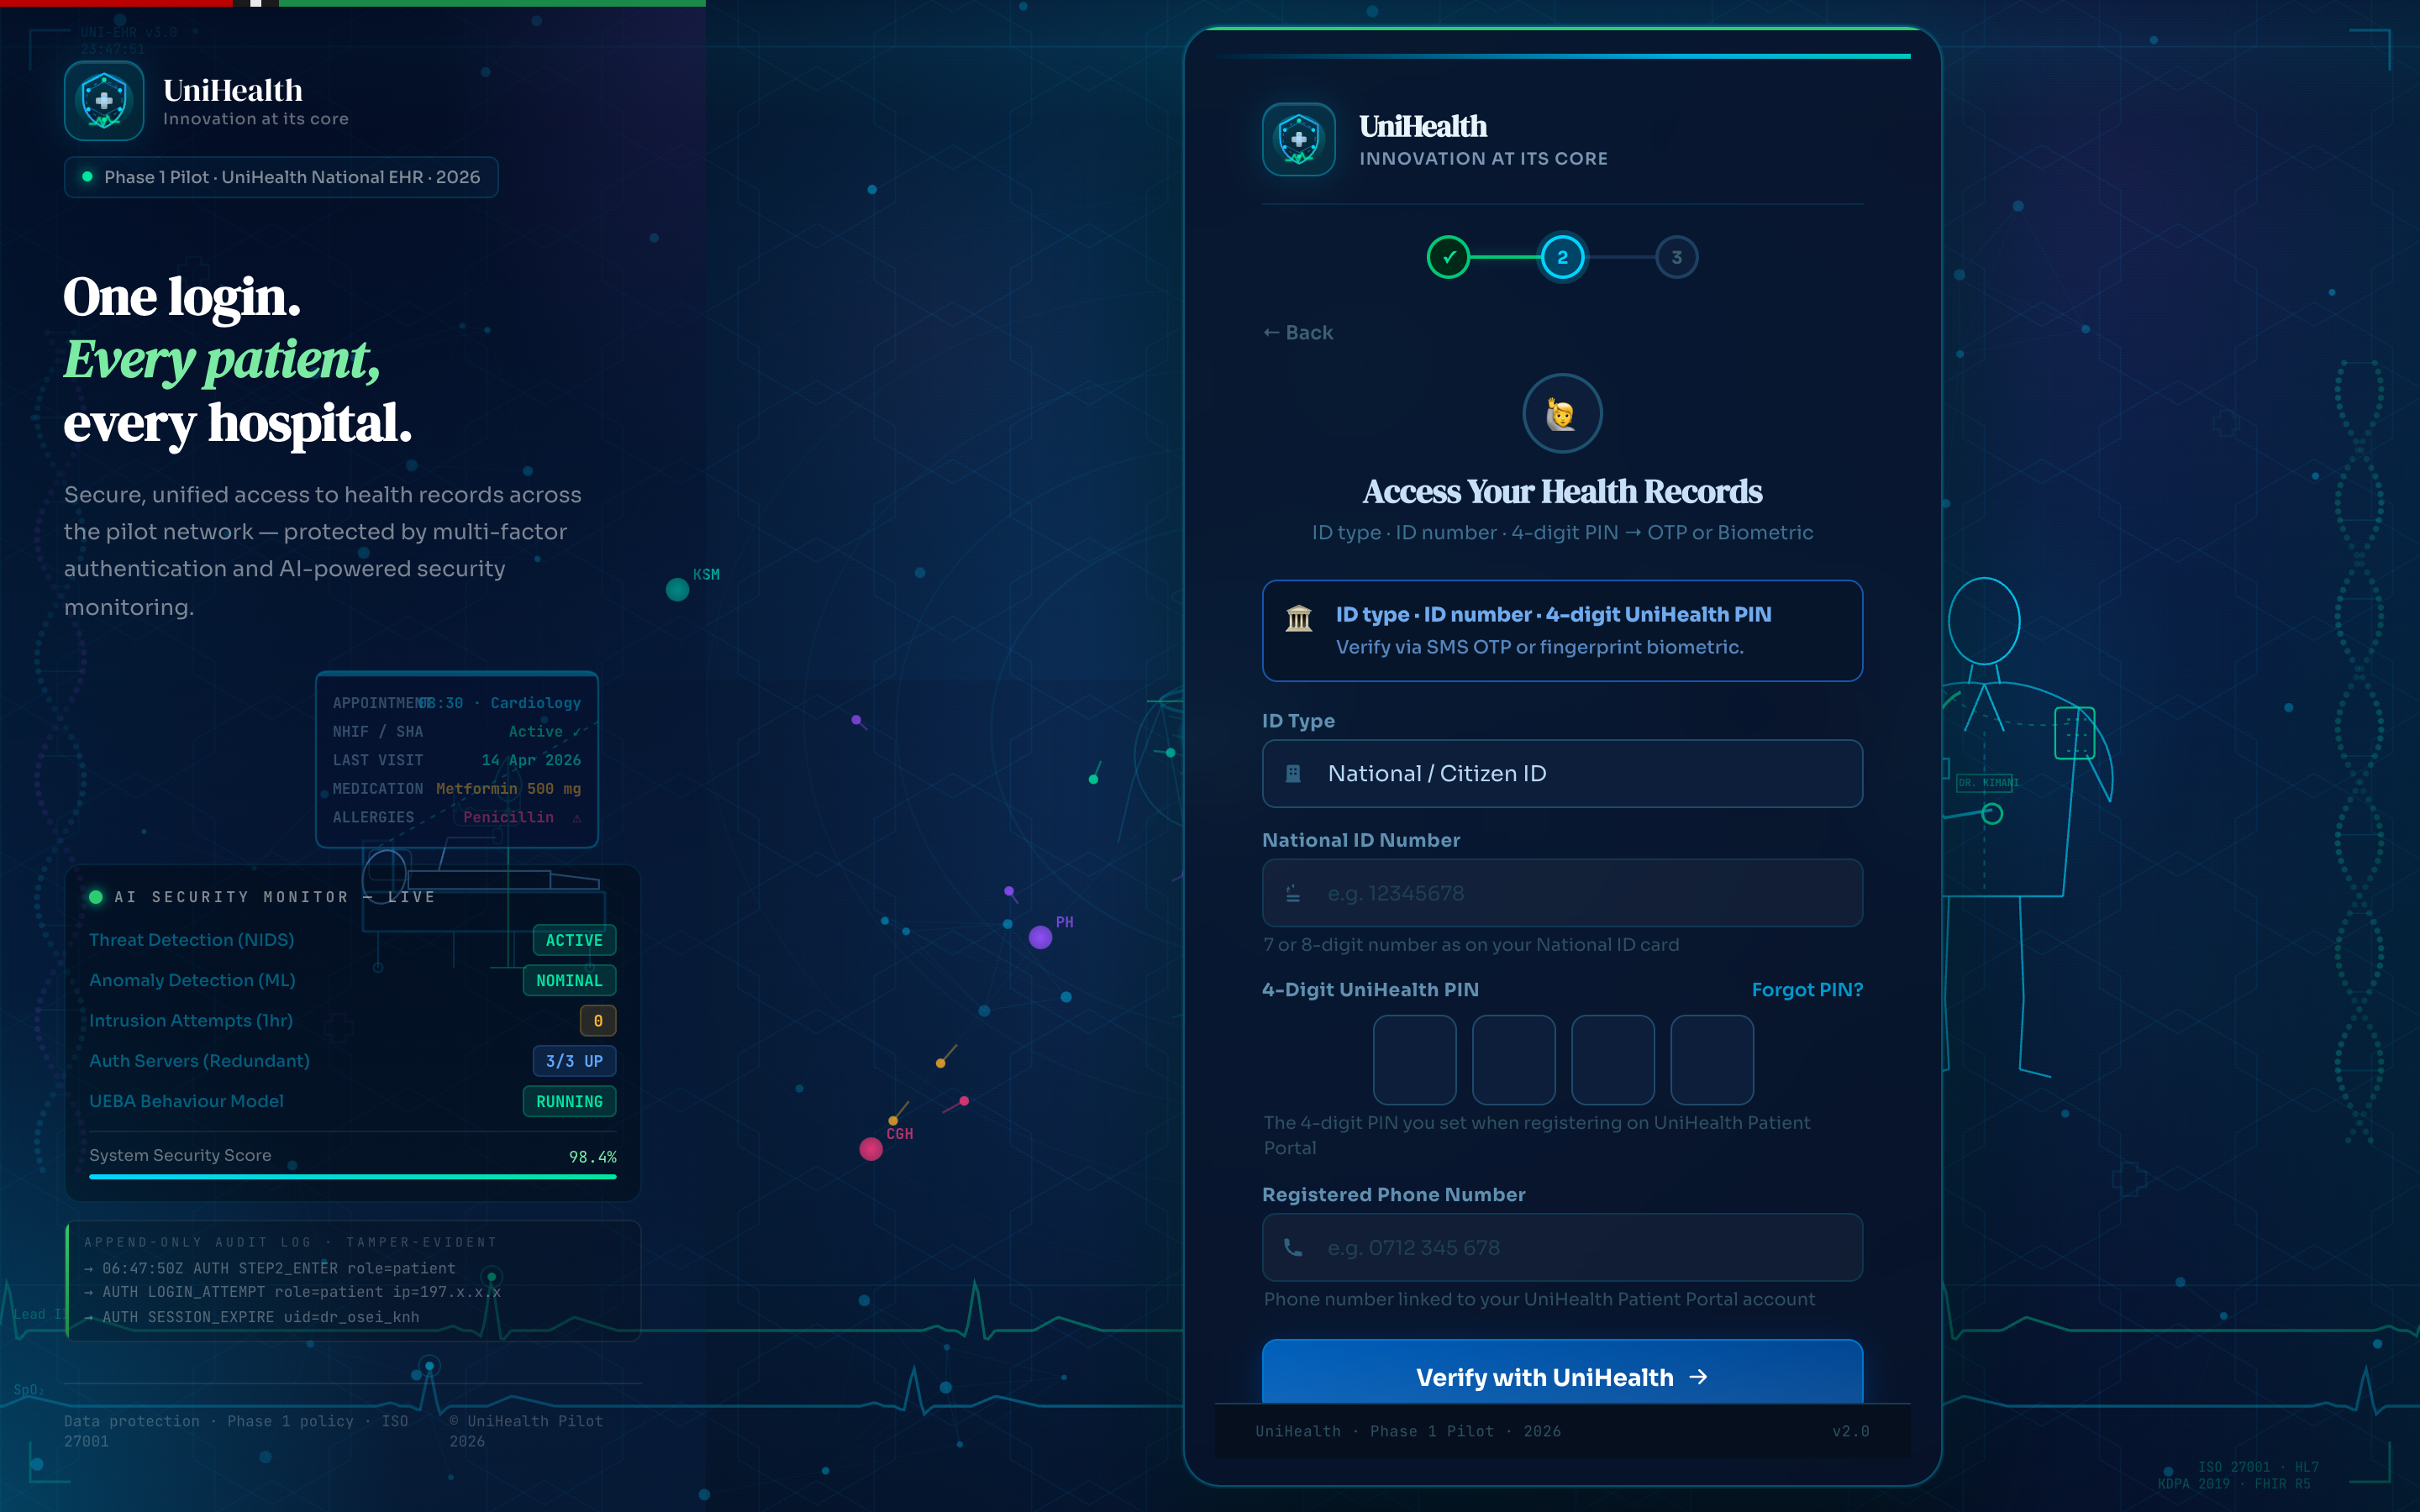 UNI-EHR v3.0
23:47:51
UniHealth
Innovation at its core
Phase 1 Pilot · UniHealth National EHR · 2026
One login.
Every patient,
every hospital.
Secure, unified access to health records across
the pilot network — protected by multi-factor
authentication and AI-powered security
monitoring.
APPOINTMENT 08:30 · Cardiology
NHIF / SHA Active ✓
LAST VISIT 14 Apr 2026
MEDICATION Metformin 500 mg
ALLERGIES Penicillin ⚠
AI SECURITY MONITOR — LIVE
Threat Detection (NIDS) ACTIVE
Anomaly Detection (ML) NOMINAL
Intrusion Attempts (1hr) 0
Auth Servers (Redundant) 3/3 UP
UEBA Behaviour Model RUNNING
System Security Score 98.4%
APPEND-ONLY AUDIT LOG · TAMPER-EVIDENT
→ 06:47:50Z AUTH STEP2_ENTER role=patient
→ AUTH LOGIN_ATTEMPT role=patient ip=197.x.x.x
→ AUTH SESSION_EXPIRE uid=dr_osei_knh
Lead II
SpO₂
Data protection · Phase 1 policy · ISO
27001
© UniHealth Pilot
2026
KSM
PH
CGH
UniHealth
INNOVATION AT ITS CORE
✓ 2 3
← Back
Access Your Health Records
ID type · ID number · 4-digit PIN → OTP or Biometric
ID type · ID number · 4-digit UniHealth PIN
Verify via SMS OTP or fingerprint biometric.
ID Type
National / Citizen ID
National ID Number
e.g. 12345678
7 or 8-digit number as on your National ID card
4-Digit UniHealth PIN Forgot PIN?
The 4-digit PIN you set when registering on UniHealth Patient
Portal
Registered Phone Number
e.g. 0712 345 678
Phone number linked to your UniHealth Patient Portal account
Verify with UniHealth →
UniHealth · Phase 1 Pilot · 2026 v2.0
DR. KIMANI
ISO 27001 · HL7
KDPA 2019 · FHIR R5